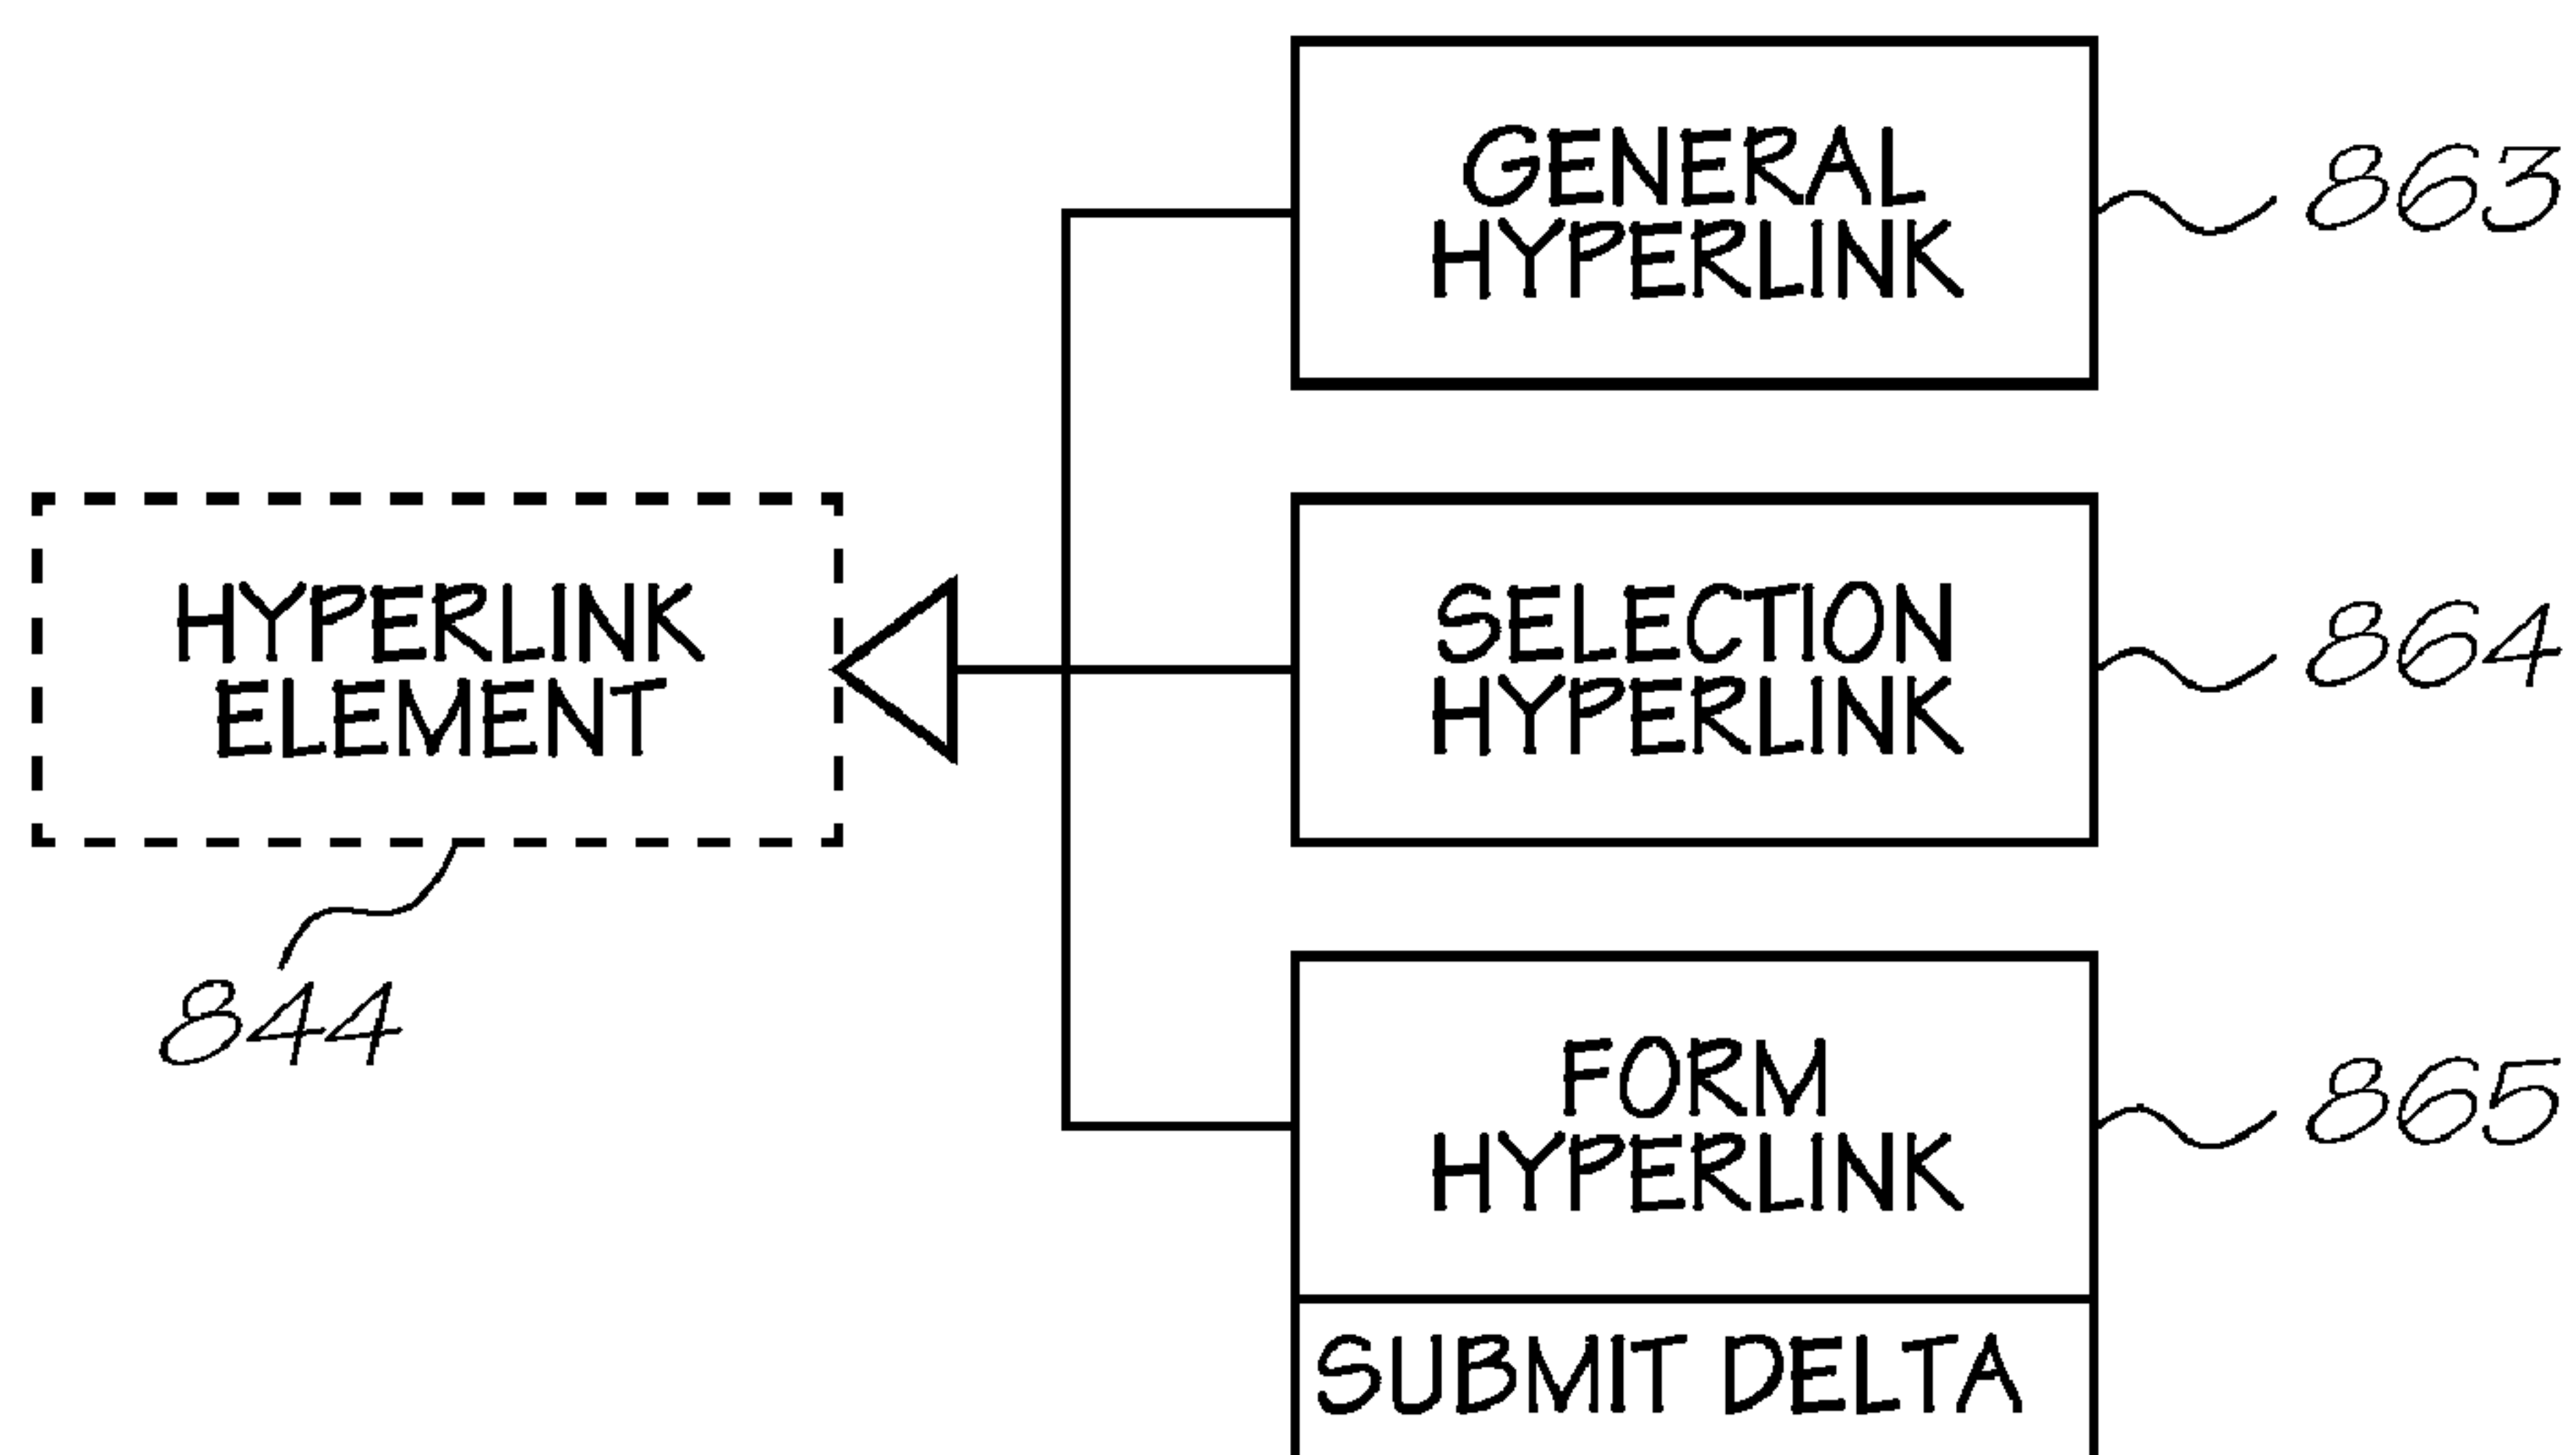 GENERAL
HYPERLINK
863
HYPERLINK
ELEMENT
844
SELECTION
HYPERLINK
864
FORM
HYPERLINK
865
SUBMIT DELTA